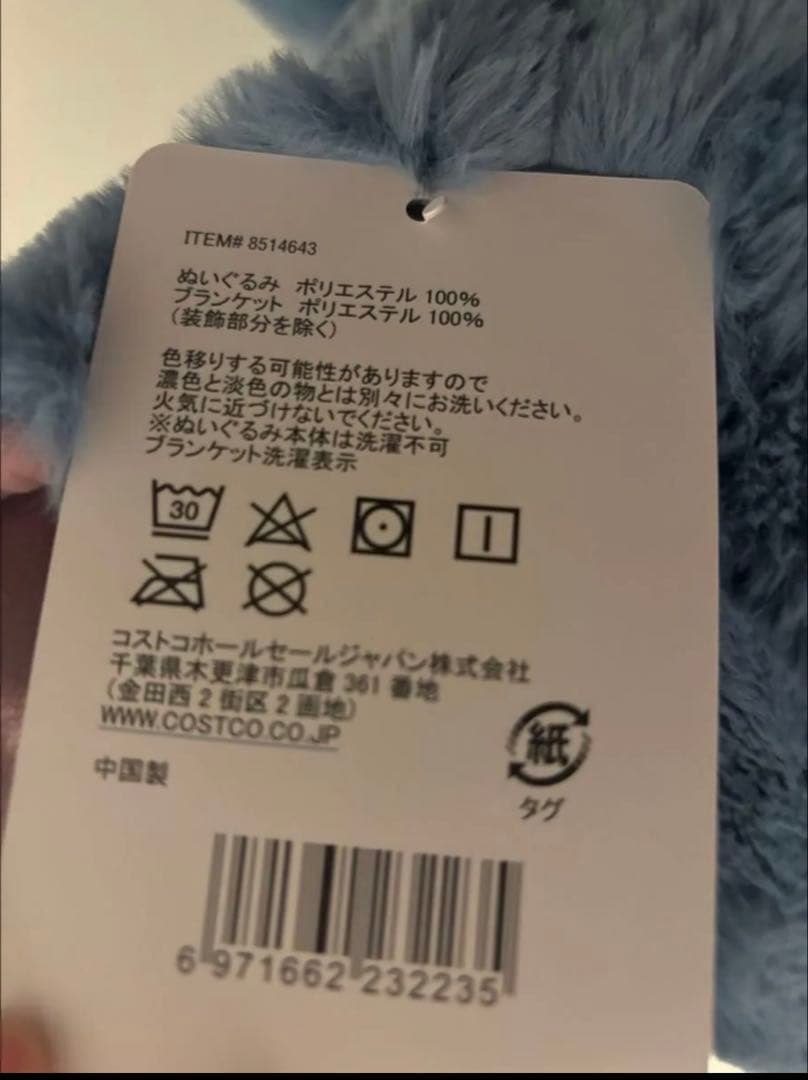 ITEM# 8514643
ぬいぐるみ ポリエステル 100%
ブランケット ポリエステル 100%
(装飾部分を除く)
色移りする可能性がありますので
濃色と淡色の物とは別々にお洗いください。
火気に近づけないでください。
※ぬいぐるみ本体は洗濯不可
ブランケット洗濯表示
30
コストコホールセールジャパン株式会社
千葉県木更津市瓜倉 361 番地
(金田西 2 街区 2 画地)
WWW.COSTCO.CO.JP
中国製
紙
タグ
6 971662 232235